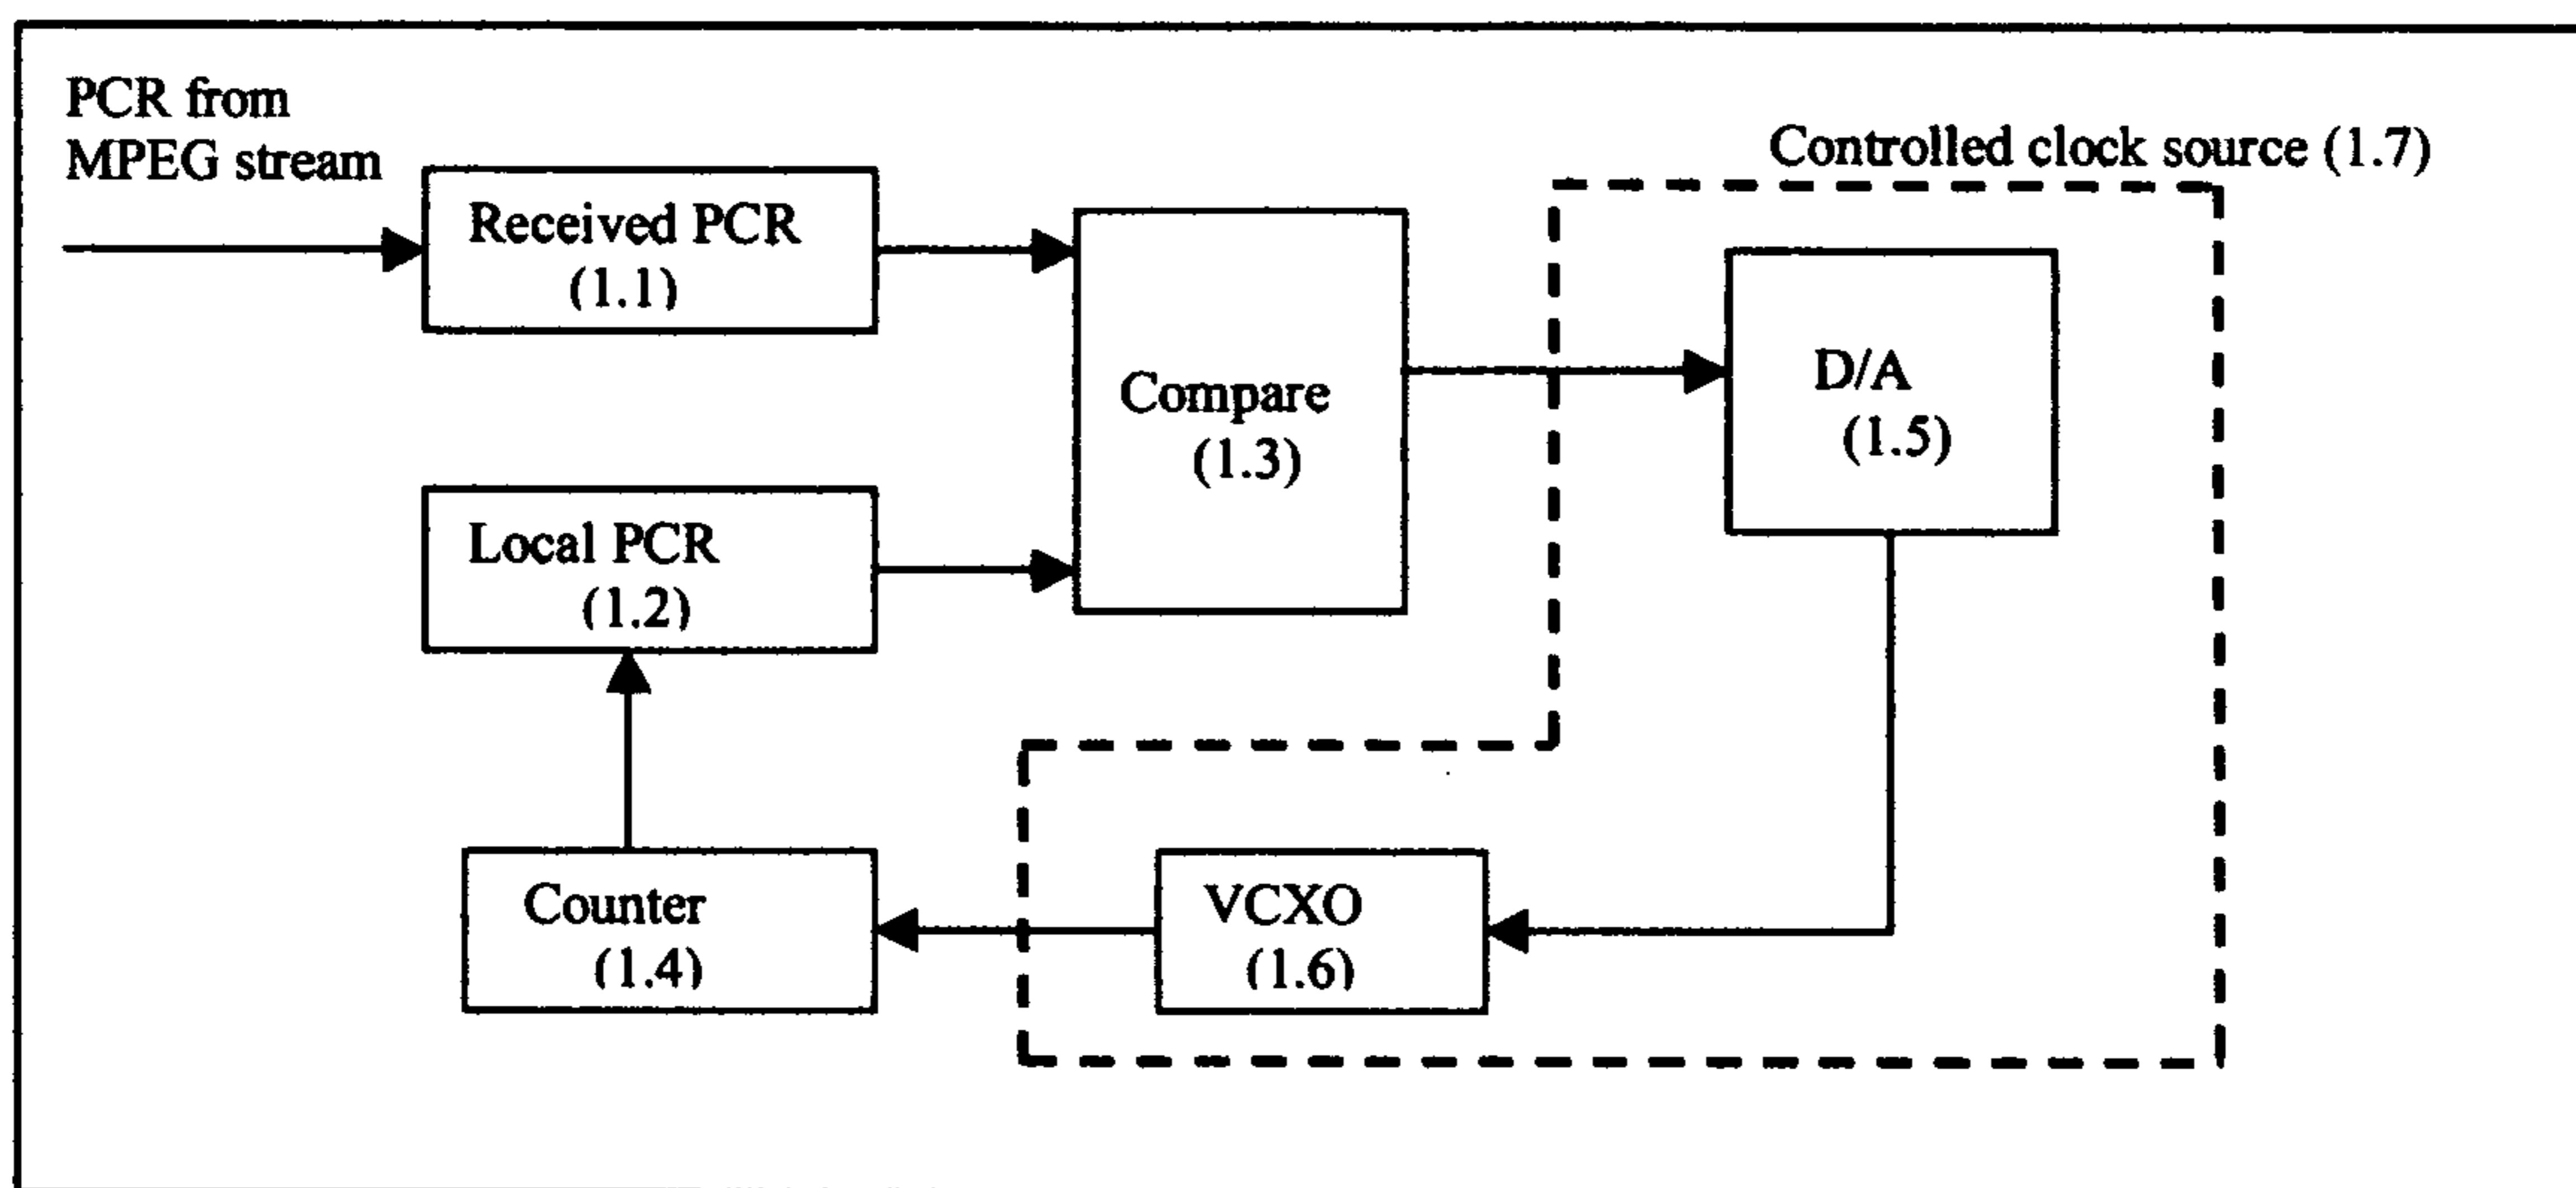 PCR from
MPEG stream
Controlled clock source (1.7)
Received PCR
(1.1)
Compare
(1.3)
D/A
(1.5)
Local PCR
(1.2)
Counter
(1.4)
VCXO
(1.6)